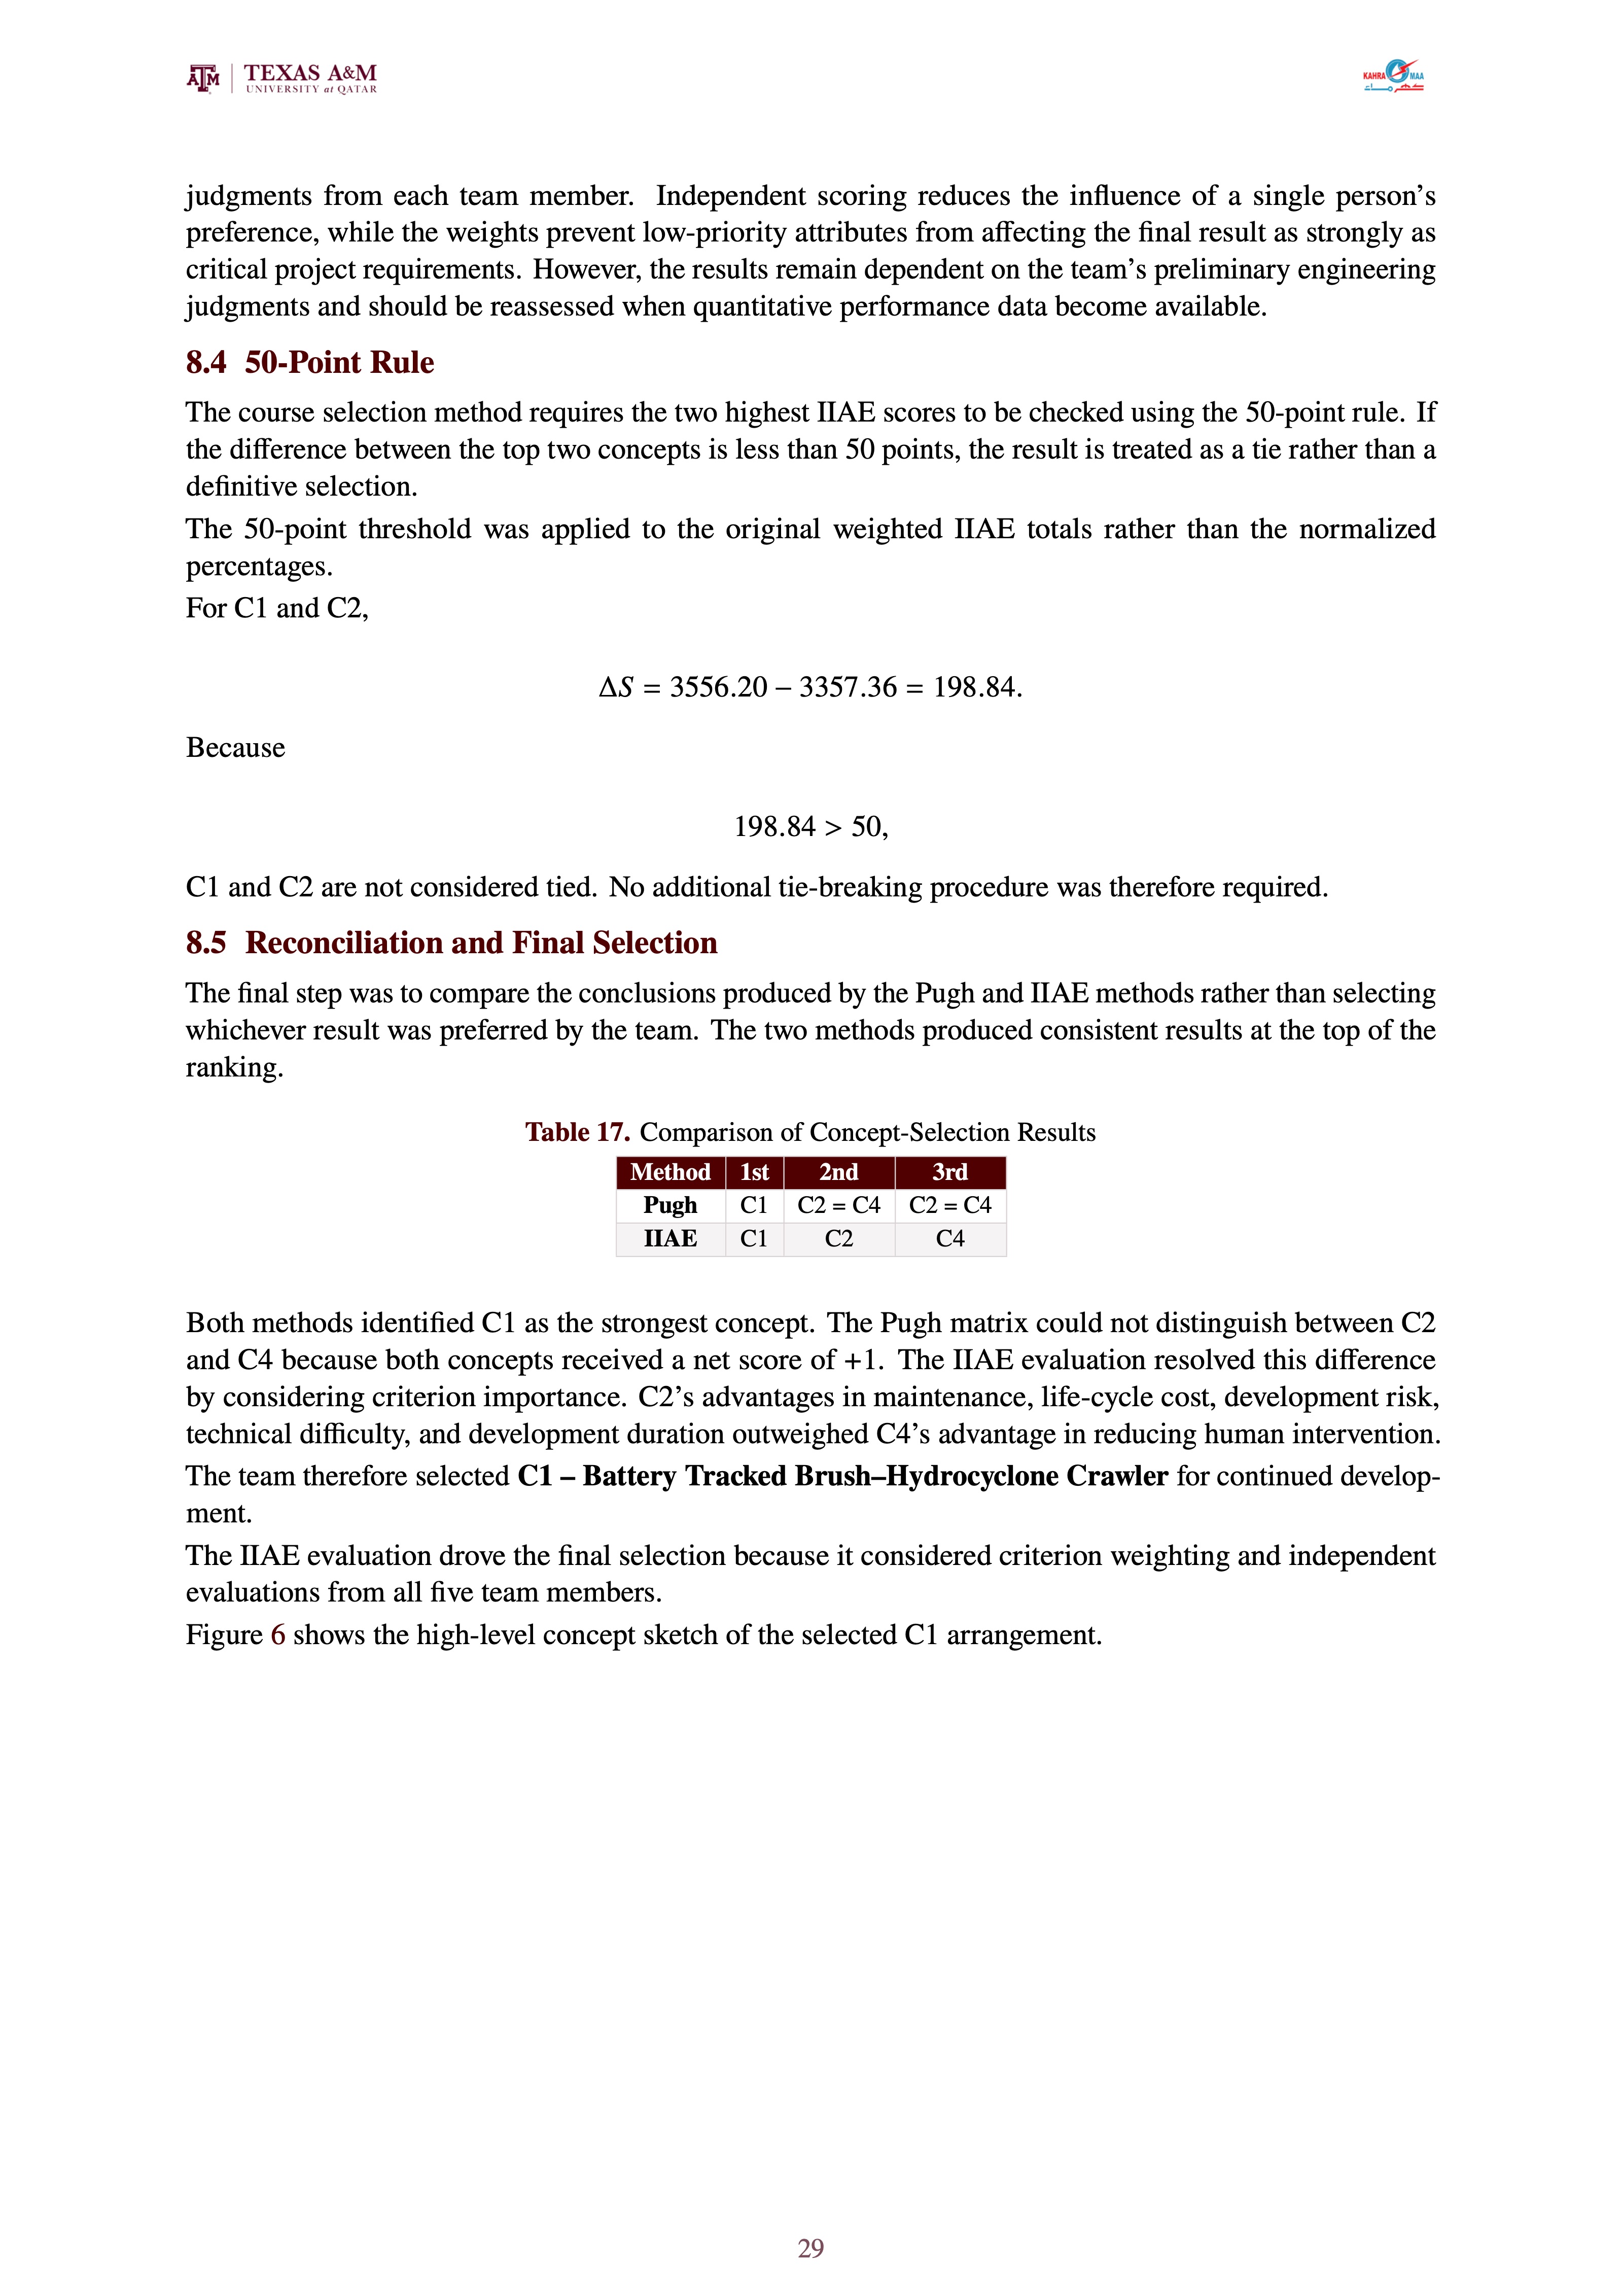 TEXAS A&M
UNIVERSITY at QATAR
KAHRA MAA
كهرماء
judgments from each team member. Independent scoring reduces the influence of a single person's
preference, while the weights prevent low-priority attributes from affecting the final result as strongly as
critical project requirements. However, the results remain dependent on the team's preliminary engineering
judgments and should be reassessed when quantitative performance data become available.
8.4 50-Point Rule
The course selection method requires the two highest IIAE scores to be checked using the 50-point rule. If
the difference between the top two concepts is less than 50 points, the result is treated as a tie rather than a
definitive selection.
The 50-point threshold was applied to the original weighted IIAE totals rather than the normalized
percentages.
For C1 and C2,
ΔS = 3556.20 – 3357.36 = 198.84.
Because
198.84 > 50,
C1 and C2 are not considered tied. No additional tie-breaking procedure was therefore required.
8.5 Reconciliation and Final Selection
The final step was to compare the conclusions produced by the Pugh and IIAE methods rather than selecting
whichever result was preferred by the team. The two methods produced consistent results at the top of the
ranking.
Table 17. Comparison of Concept-Selection Results
Method 1st 2nd 3rd
Pugh C1 C2 = C4 C2 = C4
IIAE C1 C2 C4
Both methods identified C1 as the strongest concept. The Pugh matrix could not distinguish between C2
and C4 because both concepts received a net score of +1. The IIAE evaluation resolved this difference
by considering criterion importance. C2's advantages in maintenance, life-cycle cost, development risk,
technical difficulty, and development duration outweighed C4's advantage in reducing human intervention.
The team therefore selected C1 – Battery Tracked Brush–Hydrocyclone Crawler for continued develop-
ment.
The IIAE evaluation drove the final selection because it considered criterion weighting and independent
evaluations from all five team members.
Figure 6 shows the high-level concept sketch of the selected C1 arrangement.
29